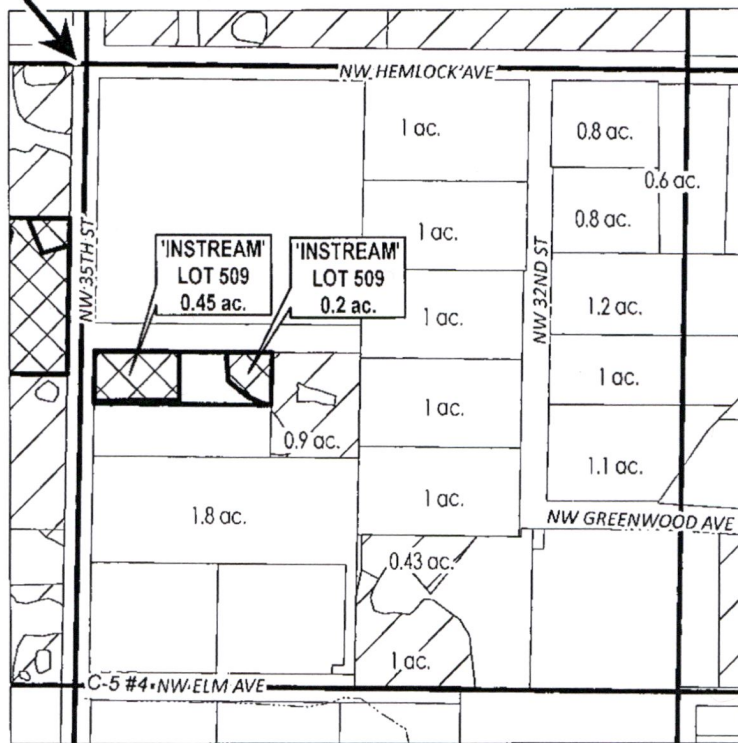 NW HEMLOCK AVE
1 ac.
0.8 ac.
0.6 ac.
0.8 ac.
1 ac.
NW 35TH ST
'INSTREAM'
LOT 509
0.45 ac.
'INSTREAM'
LOT 509
0.2 ac.
NW 32ND ST
1 ac.
1.2 ac.
1 ac.
1 ac.
0.9 ac.
1.1 ac.
1 ac.
1.8 ac.
NW GREENWOOD AVE
0.43 ac.
1 ac.
C-5 #4 NW ELM AVE